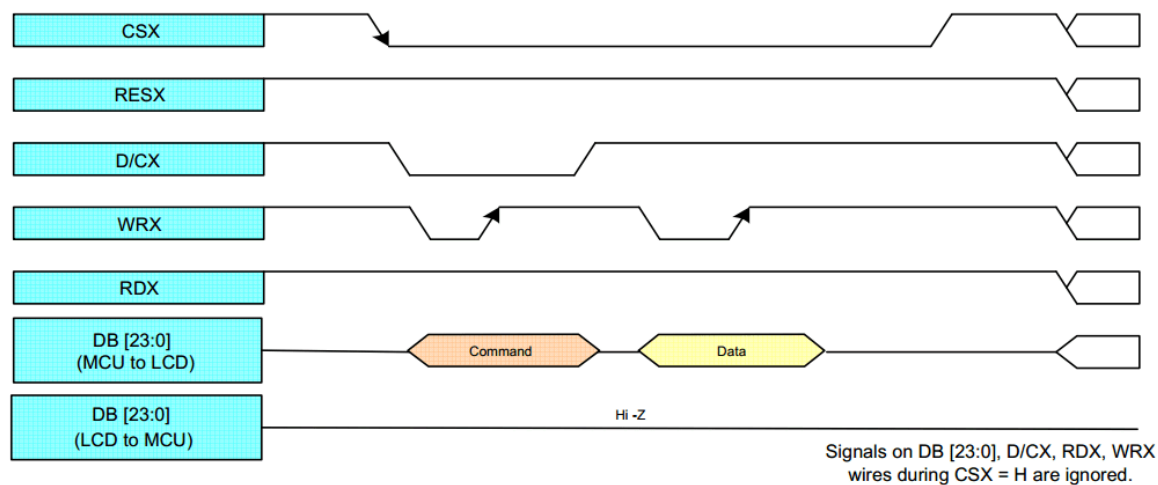 CSX
RESX
D/CX
WRX
RDX
DB [23:0]
(MCU to LCD)
Command
Data
DB [23:0]
(LCD to MCU)
Hi -Z
Signals on DB [23:0], D/CX, RDX, WRX
wires during CSX = H are ignored.